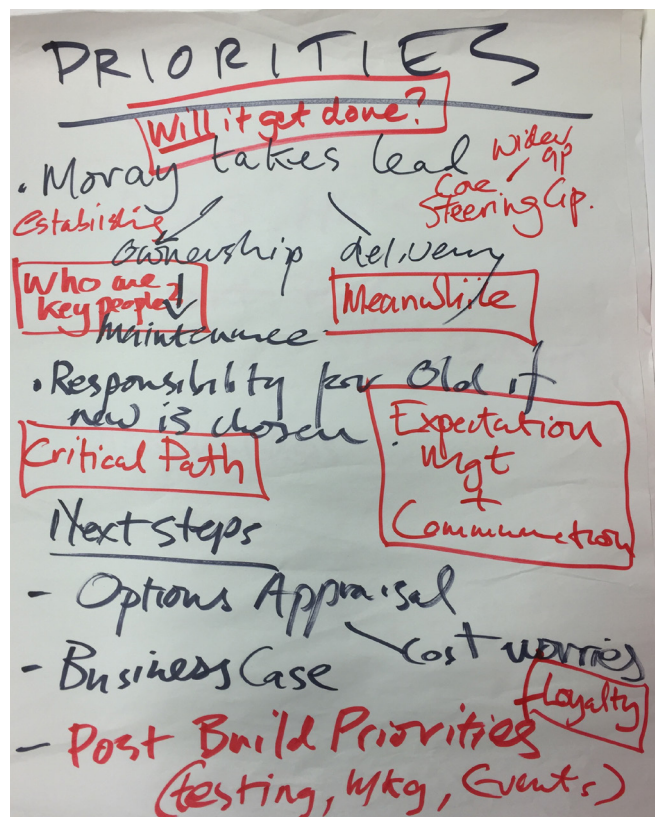 PRIORITIES
Will it get done?
• Moray takes lead
Wider
gp
Core
Steering Gp.
Establishing
ownership delivery
Who are
key people?
Meanwhile
Maintenance
• Responsibility for old if
new is chosen
Critical Path
Expectation
Mgt
+
Communication
Next steps
- Options Appraisal
Cost worries
- Business Case
+ Loyalty
- Post Build Priorities
(testing, Mkg, Events)